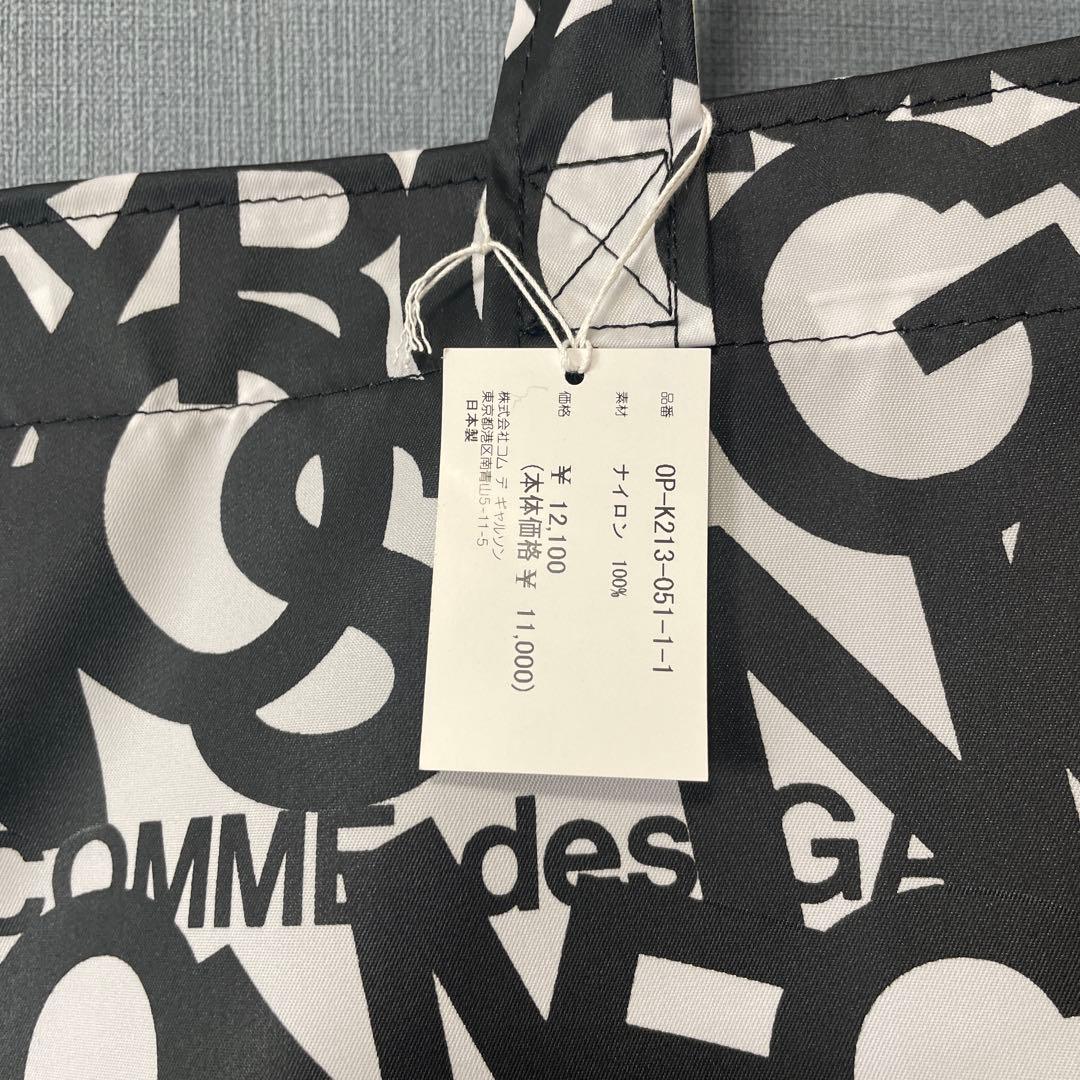 品番 OP-K213-051-1-1
素材 ナイロン 100%
価格 ¥ 12,100
(本体価格 ¥ 11,000)
株式会社コム デ ギャルソン
東京都港区南青山5-11-5
日本製
COMME des GA